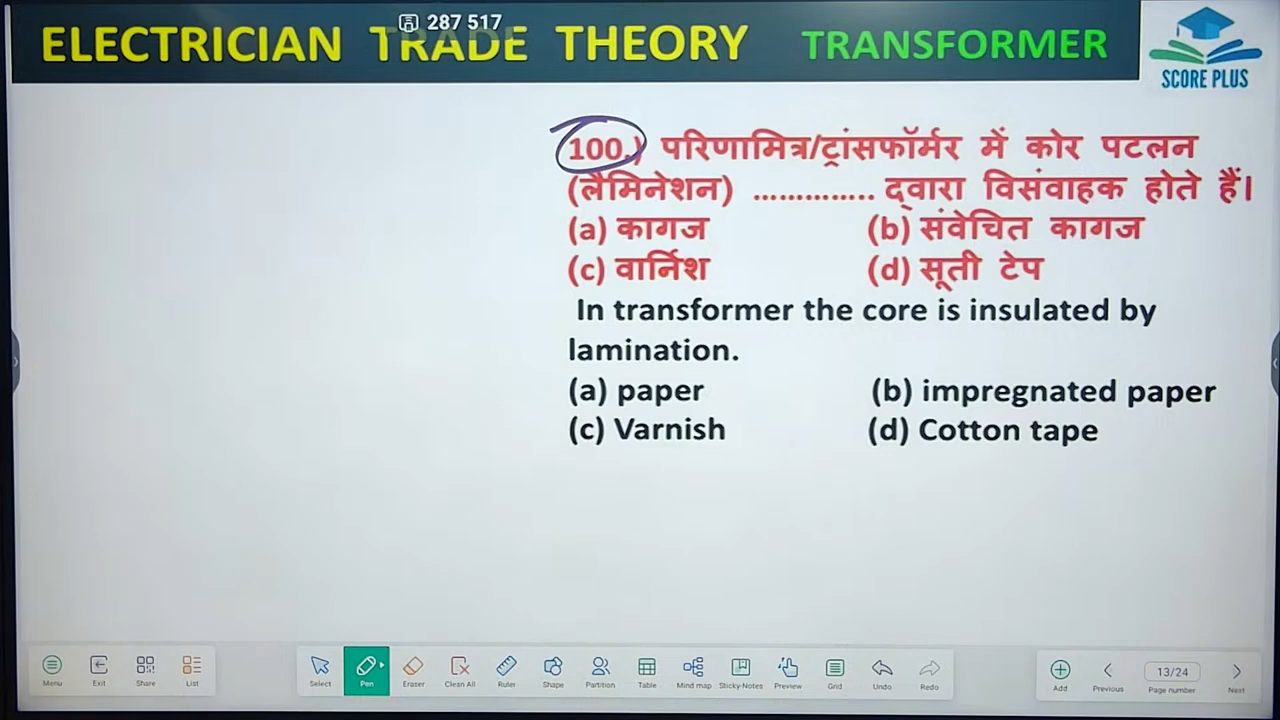 287 517
ELECTRICIAN TRADE THEORY TRANSFORMER
SCORE PLUS
100.) परिणामित्र/ट्रांसफॉर्मर में कोर पटलन
(लैमिनेशन) .............. द्वारा विसंवाहक होते हैं।
(a) कागज (b) संवेचित कागज
(c) वार्निश (d) सूती टेप
In transformer the core is insulated by
lamination.
(a) paper (b) impregnated paper
(c) Varnish (d) Cotton tape
Menu Exit Share List Select Pen Eraser Clean All Ruler Shape Partition Table Mind map Sticky-Notes Preview Grid Undo Redo Add Previous 13/24 Page number Next